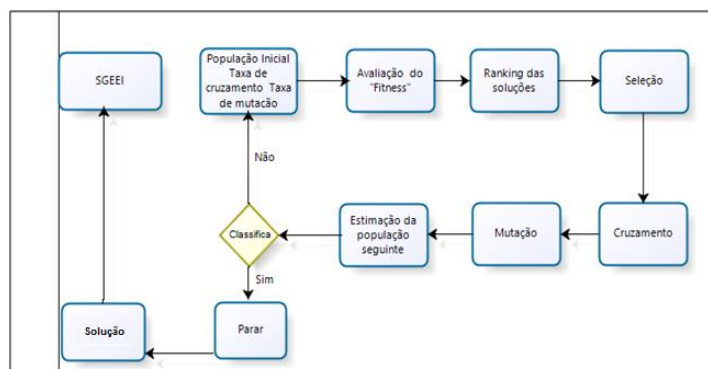 SGEEI
População Inicial
Taxa de
cruzamento Taxa
de mutação
Avaliação do
"Fitness"
Ranking das
soluções
Seleção
Não
Classifica
Estimação da
população
seguinte
Mutação
Cruzamento
Sim
Solução
Parar